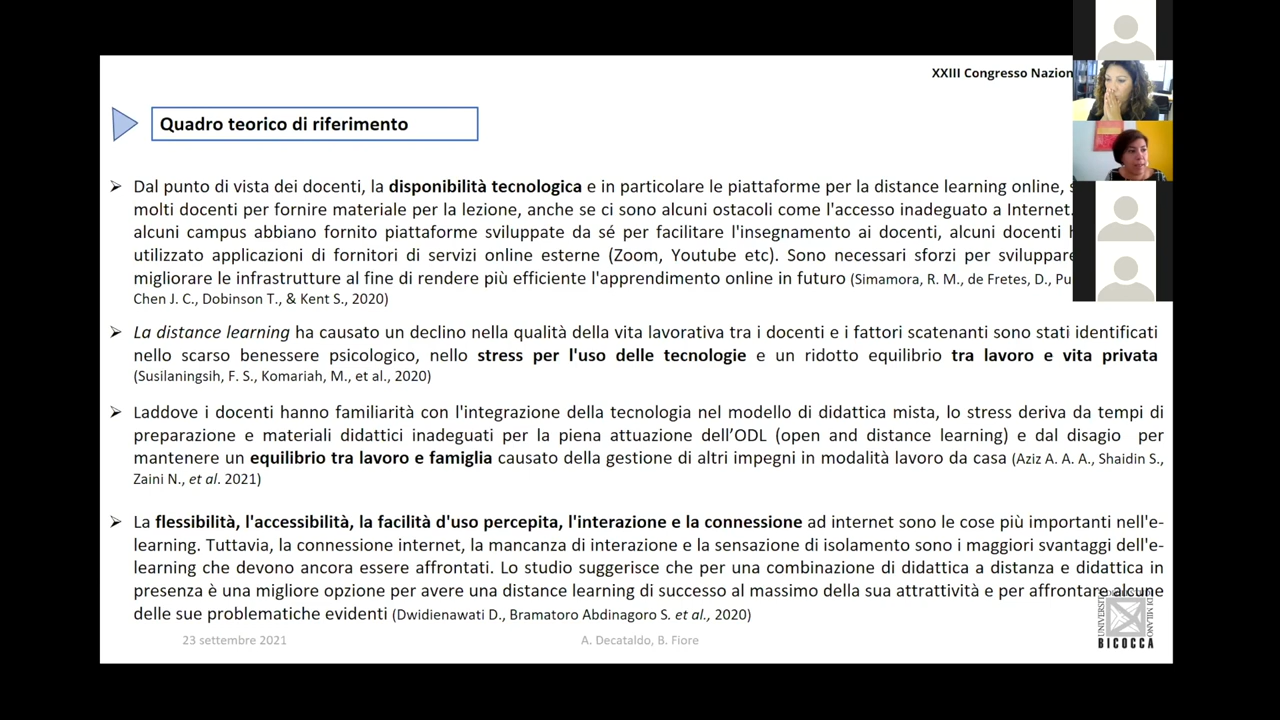 XXIII Congresso Nazion
Quadro teorico di riferimento
➢ Dal punto di vista dei docenti, la disponibilità tecnologica e in particolare le piattaforme per la distance learning online,
molti docenti per fornire materiale per la lezione, anche se ci sono alcuni ostacoli come l'accesso inadeguato a Internet.
alcuni campus abbiano fornito piattaforme sviluppate da sé per facilitare l'insegnamento ai docenti, alcuni docenti
utilizzato applicazioni di fornitori di servizi online esterne (Zoom, Youtube etc). Sono necessari sforzi per sviluppare
migliorare le infrastrutture al fine di rendere più efficiente l'apprendimento online in futuro (Simamora, R. M., de Fretes, D., Pu
Chen J. C., Dobinson T., & Kent S., 2020)
➢ La distance learning ha causato un declino nella qualità della vita lavorativa tra i docenti e i fattori scatenanti sono stati identificati
nello scarso benessere psicologico, nello stress per l'uso delle tecnologie e un ridotto equilibrio tra lavoro e vita privata
(Susilaningsih, F. S., Komariah, M., et al., 2020)
➢ Laddove i docenti hanno familiarità con l'integrazione della tecnologia nel modello di didattica mista, lo stress deriva da tempi di
preparazione e materiali didattici inadeguati per la piena attuazione dell'ODL (open and distance learning) e dal disagio per
mantenere un equilibrio tra lavoro e famiglia causato della gestione di altri impegni in modalità lavoro da casa (Aziz A. A. A., Shaidin S.,
Zaini N., et al. 2021)
➢ La flessibilità, l'accessibilità, la facilità d'uso percepita, l'interazione e la connessione ad internet sono le cose più importanti nell'e-
learning. Tuttavia, la connessione internet, la mancanza di interazione e la sensazione di isolamento sono i maggiori svantaggi dell'e-
learning che devono ancora essere affrontati. Lo studio suggerisce che per una combinazione di didattica a distanza e didattica in
presenza è una migliore opzione per avere una distance learning di successo al massimo della sua attrattività e per affrontare alcune
delle sue problematiche evidenti (Dwidienawati D., Bramatoro Abdinagoro S. et al., 2020)
23 settembre 2021
A. Decataldo, B. Fiore
BICOCCA